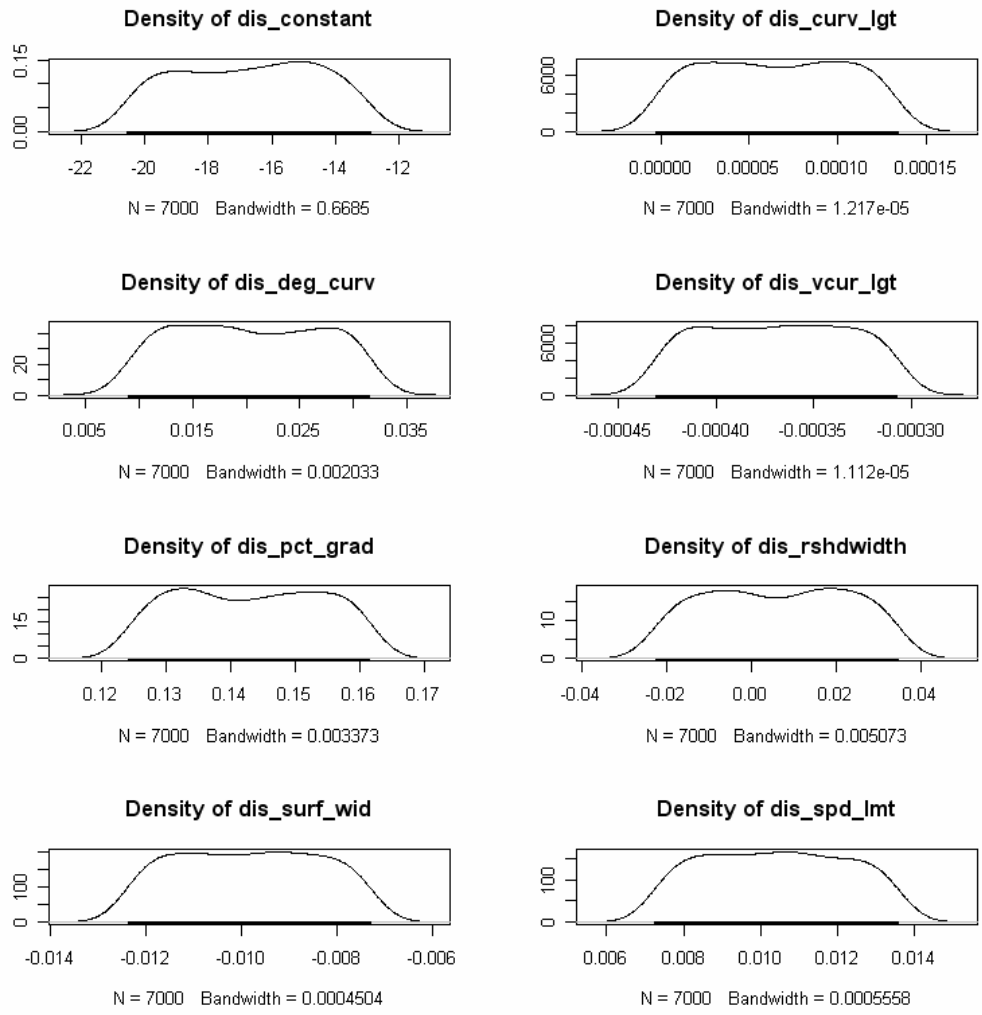 Density of dis_constant
0.00 0.15
-22 -20 -18 -16 -14 -12
N = 7000 Bandwidth = 0.6685
Density of dis_curv_lgt
0 6000
0.00000 0.00005 0.00010 0.00015
N = 7000 Bandwidth = 1.217e-05
Density of dis_deg_curv
0 20
0.005 0.015 0.025 0.035
N = 7000 Bandwidth = 0.002033
Density of dis_vcur_lgt
0 6000
-0.00045 -0.00040 -0.00035 -0.00030
N = 7000 Bandwidth = 1.112e-05
Density of dis_pct_grad
0 15
0.12 0.13 0.14 0.15 0.16 0.17
N = 7000 Bandwidth = 0.003373
Density of dis_rshdwidth
0 10
-0.04 -0.02 0.00 0.02 0.04
N = 7000 Bandwidth = 0.005073
Density of dis_surf_wid
0 100
-0.014 -0.012 -0.010 -0.008 -0.006
N = 7000 Bandwidth = 0.0004504
Density of dis_spd_lmt
0 100
0.006 0.008 0.010 0.012 0.014
N = 7000 Bandwidth = 0.0005558